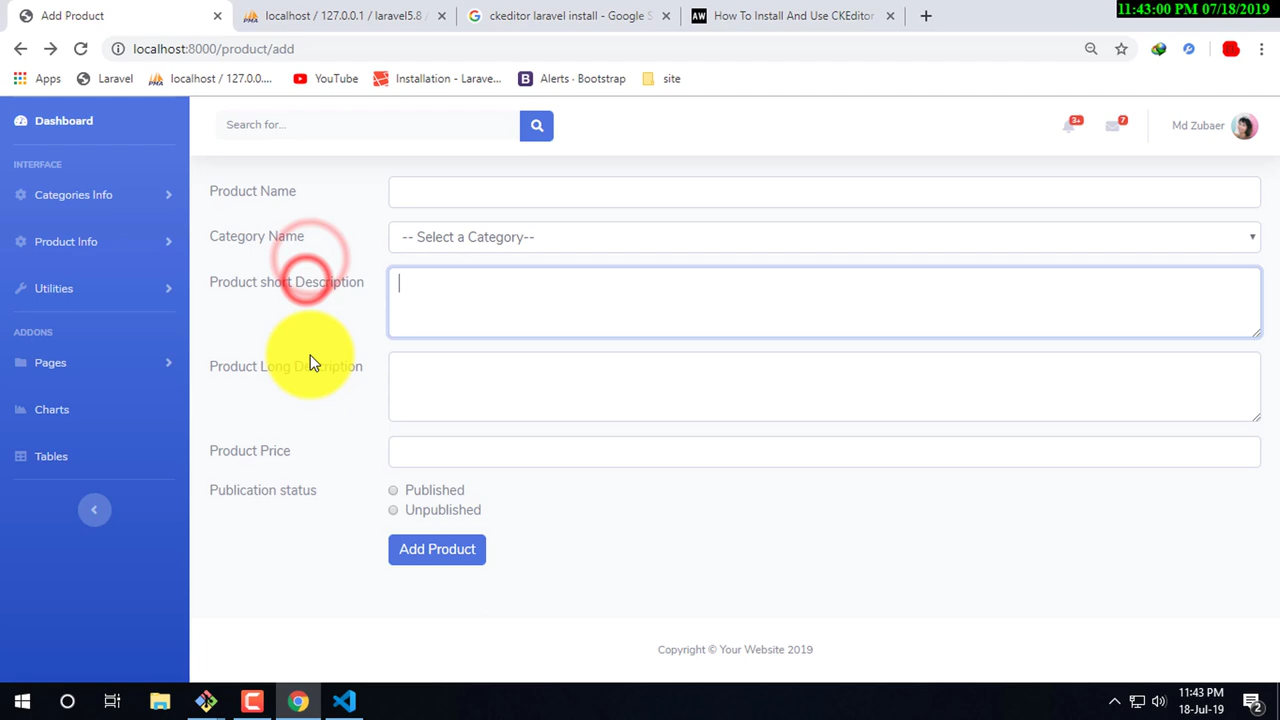 11:43:00 PM 07/18/2019
Add Product
localhost / 127.0.0.1 / laravel5.8
ckeditor laravel install - Google S
AW How To Install And Use CKEditor
localhost:8000/product/add
Apps
Laravel
localhost / 127.0.0....
YouTube
Installation - Larave...
B Alerts · Bootstrap
site
Dashboard
Search for...
3+
7
Md Zubaer
INTERFACE
Categories Info
Product Info
Utilities
ADDONS
Pages
Charts
Tables
Product Name
Category Name
-- Select a Category--
Product short Description
Product Long Description
Product Price
Publication status
Published
Unpublished
Add Product
Copyright © Your Website 2019
11:43 PM
18-Jul-19
2